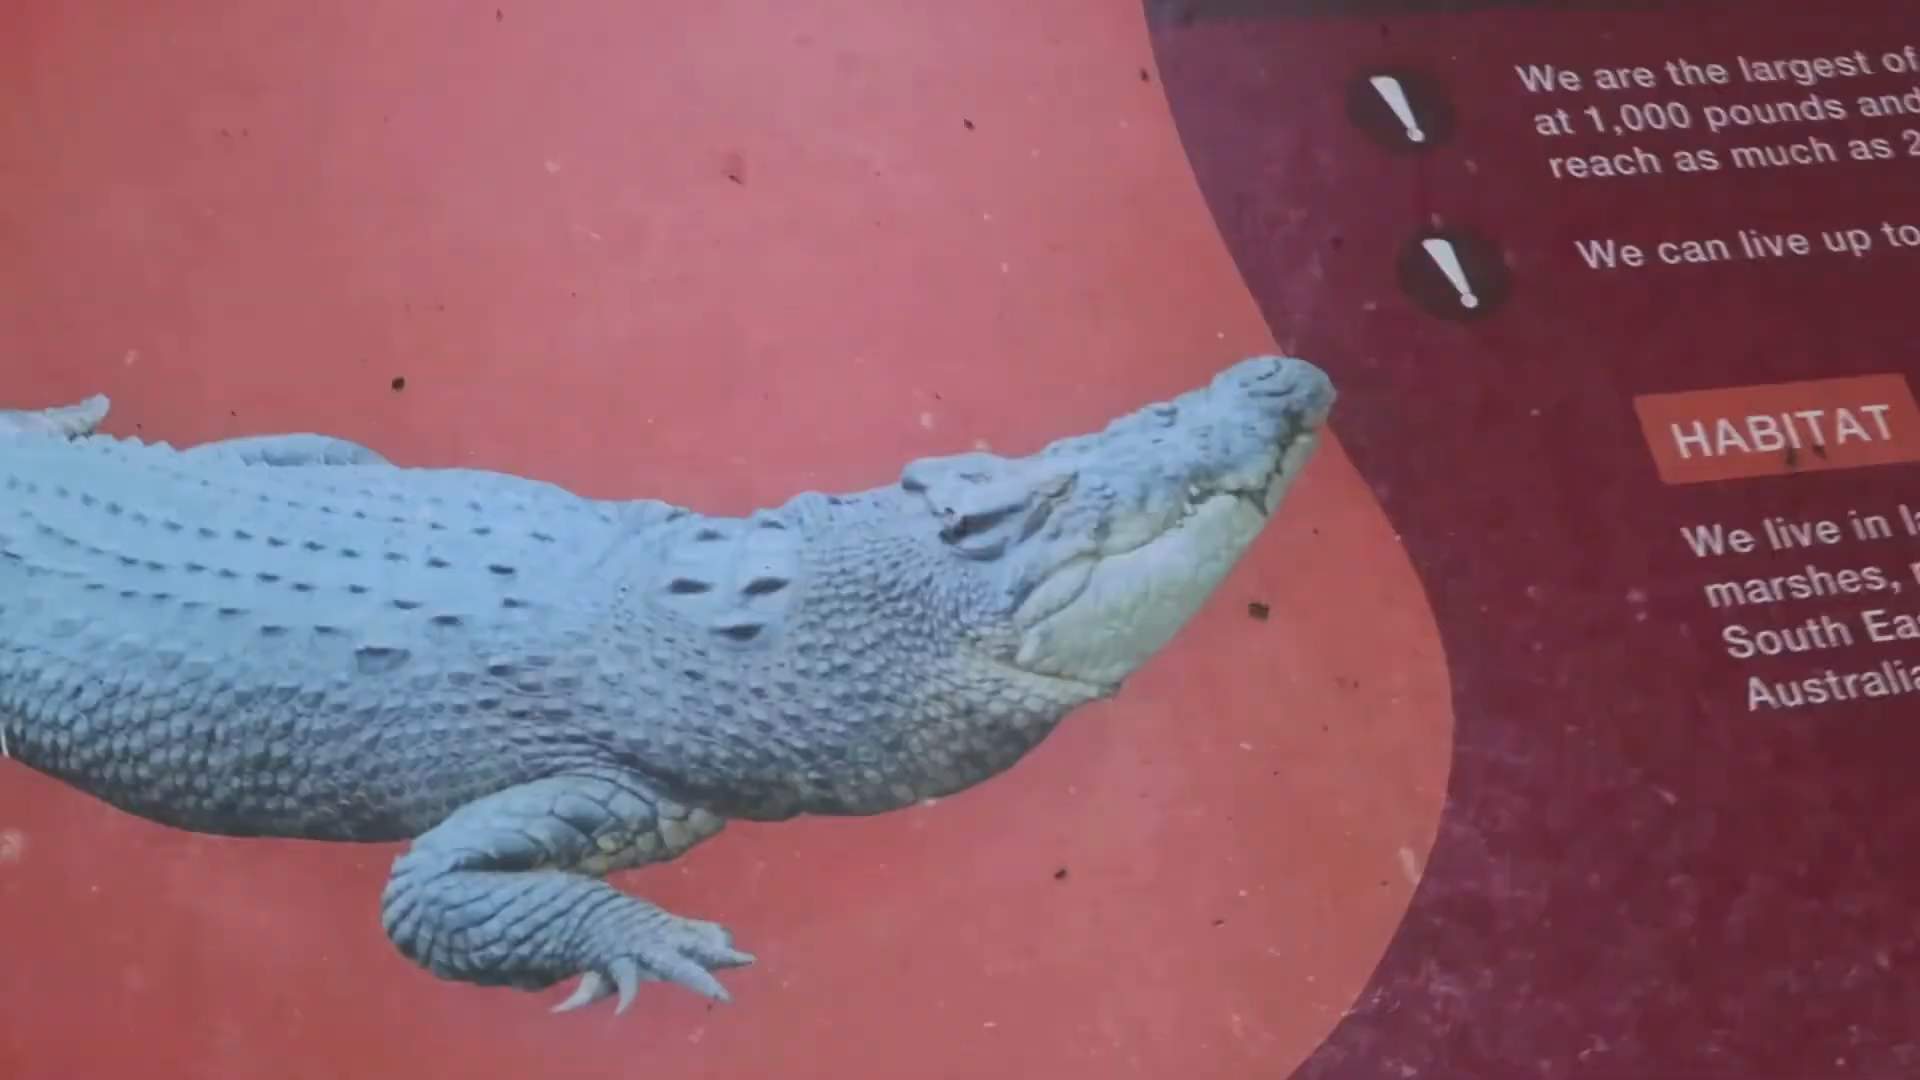 We are the largest of
at 1,000 pounds and
reach as much as 2
We can live up to
HABITAT
We live in
marshes,
South
Australia